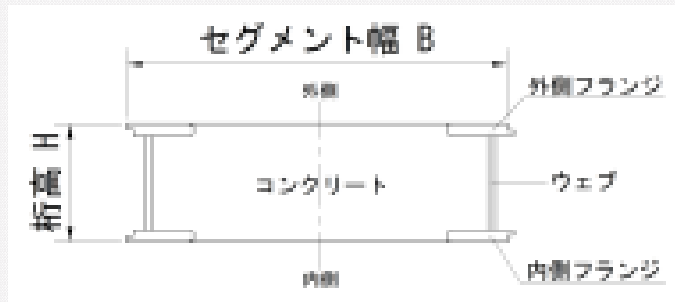 セグメント幅 B
外側
外側フランジ
桁高 H
コンクリート
ウェブ
内側フランジ
内側